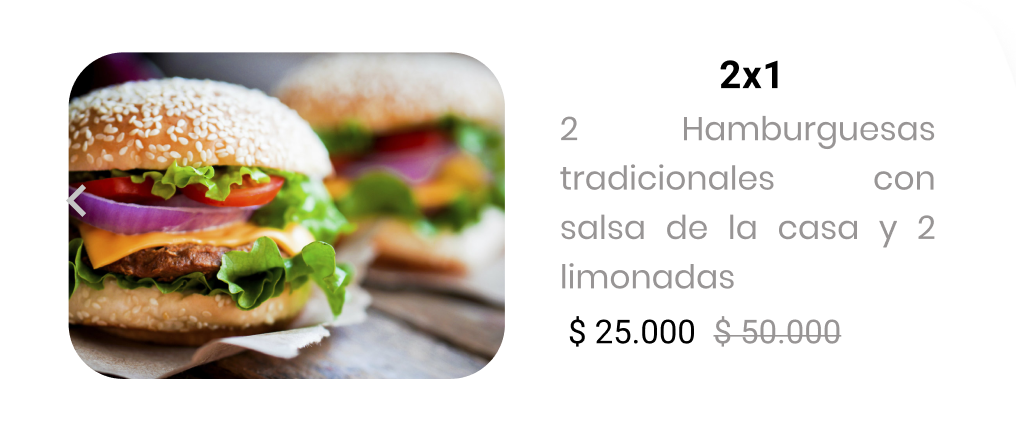 2x1
2 Hamburguesas
tradicionales con
salsa de la casa y 2
limonadas
$ 25.000 $ 50.000